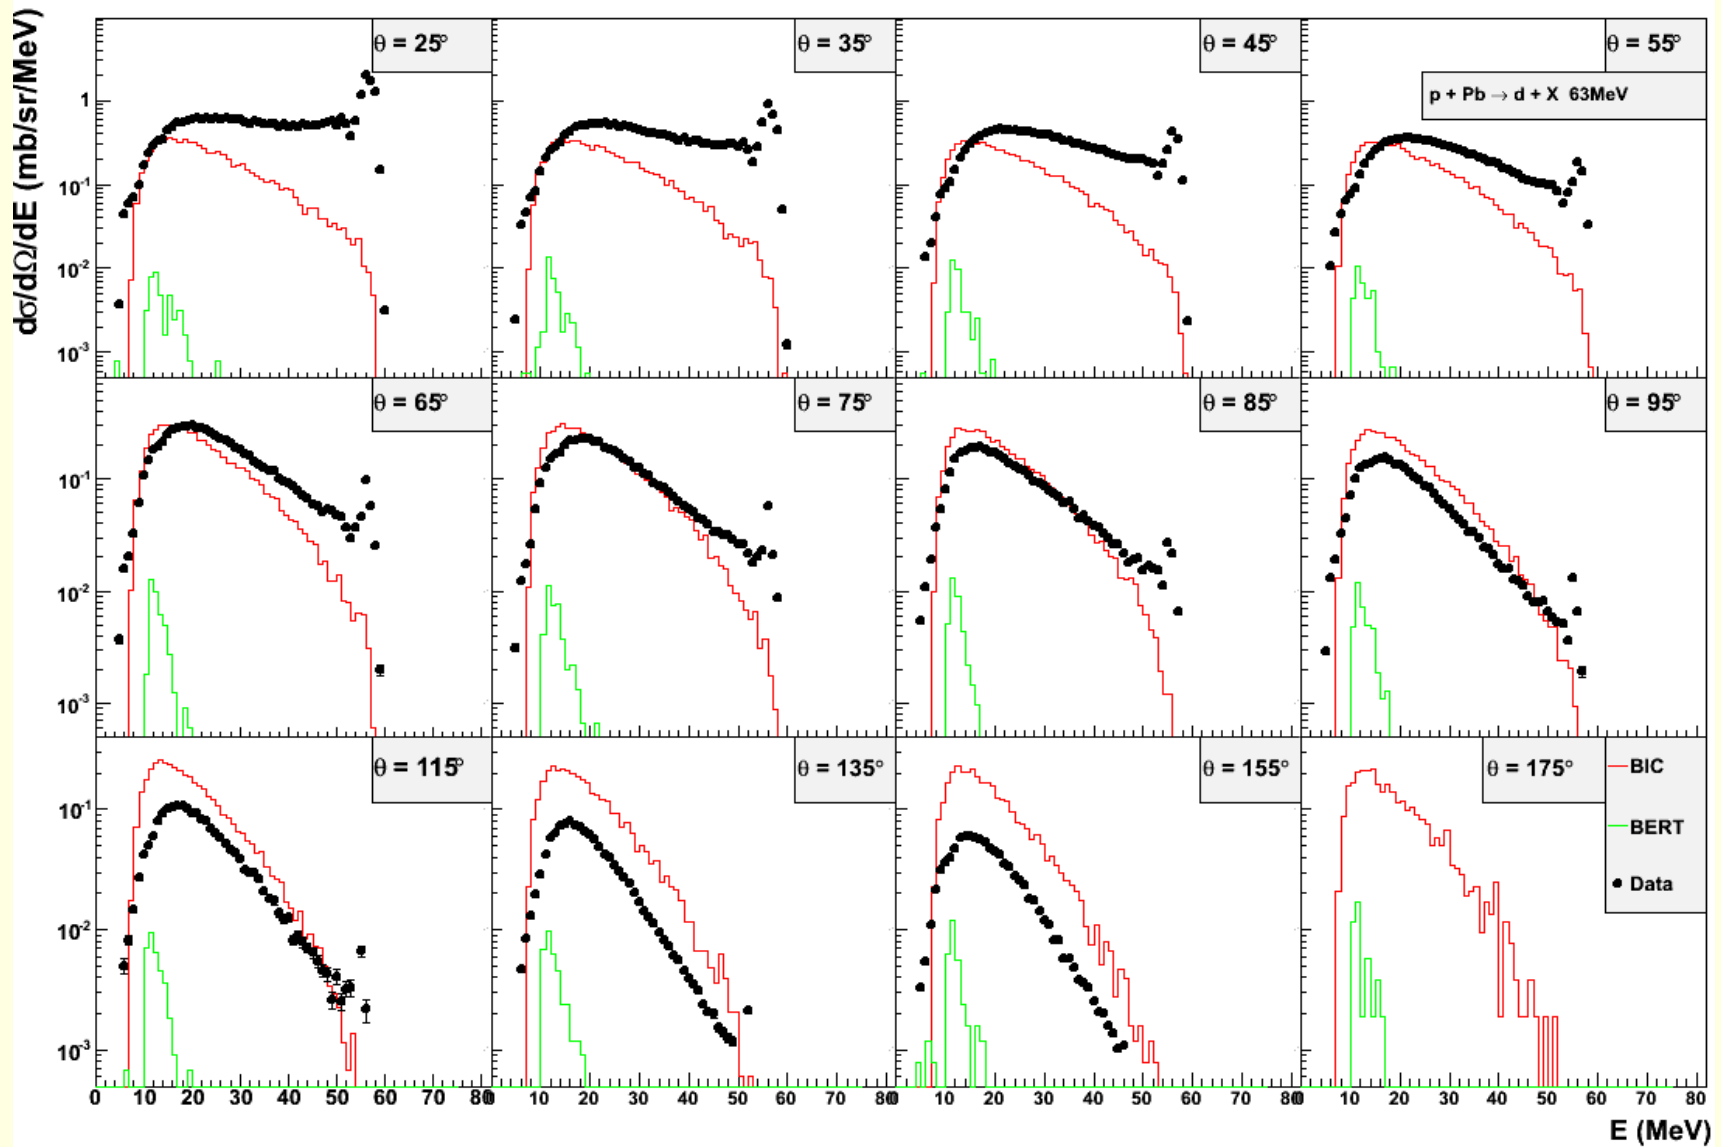 dσ/dΩ/dE (mb/sr/MeV)
θ = 25° θ = 35° θ = 45° θ = 55°
p + Pb → d + X 63MeV
1
10⁻¹
10⁻²
10⁻³
θ = 65° θ = 75° θ = 85° θ = 95°
10⁻¹
10⁻²
10⁻³
θ = 115° θ = 135° θ = 155° θ = 175°
BIC
BERT
Data
10⁻¹
10⁻²
10⁻³
0 10 20 30 40 50 60 70 80 0 10 20 30 40 50 60 70 80 0 10 20 30 40 50 60 70 80 0 10 20 30 40 50 60 70 80
E (MeV)